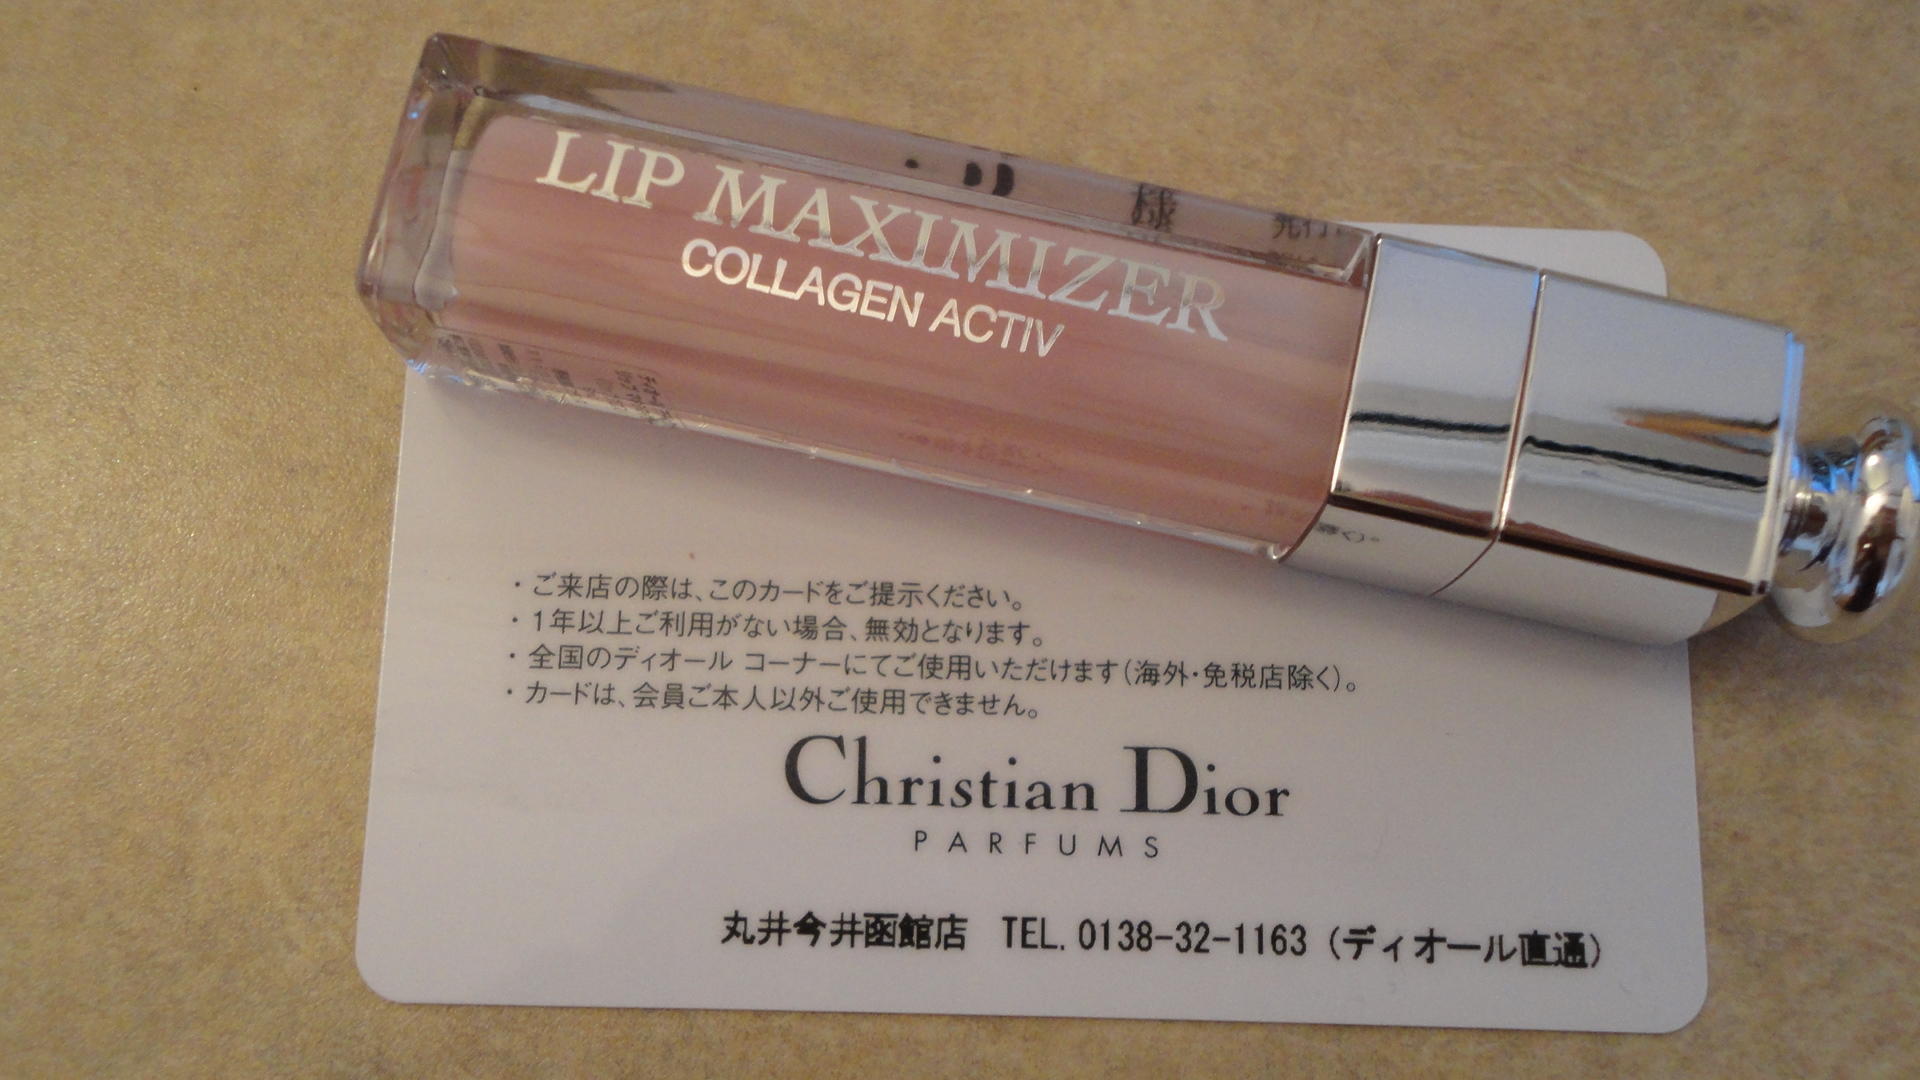 LIP MAXIMIZER
COLLAGEN ACTIV
様
発行
・ご来店の際は、このカードをご提示ください。
・1年以上ご利用がない場合、無効となります。
・全国のディオール コーナーにてご使用いただけます(海外・免税店除く)。
・カードは、会員ご本人以外ご使用できません。
Christian Dior
PARFUMS
丸井今井函館店 TEL.0138-32-1163 (ディオール直通)